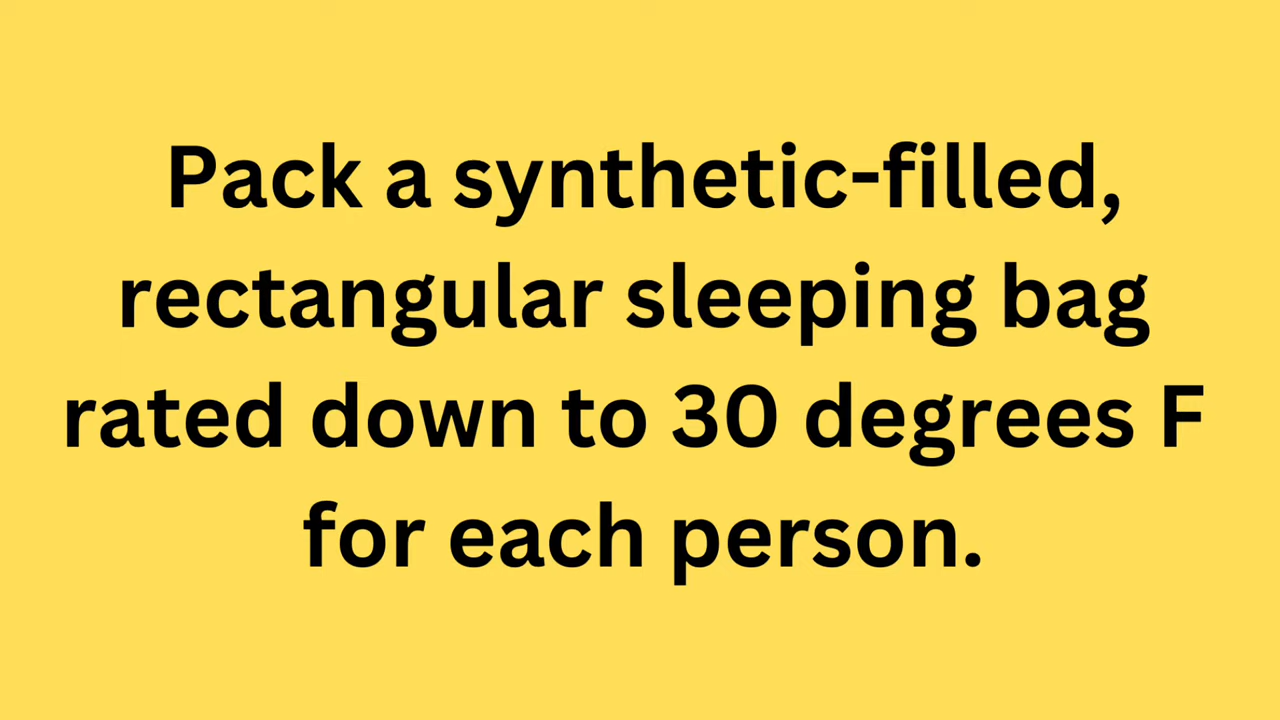 Pack a synthetic-filled,
rectangular sleeping bag
rated down to 30 degrees F
for each person.